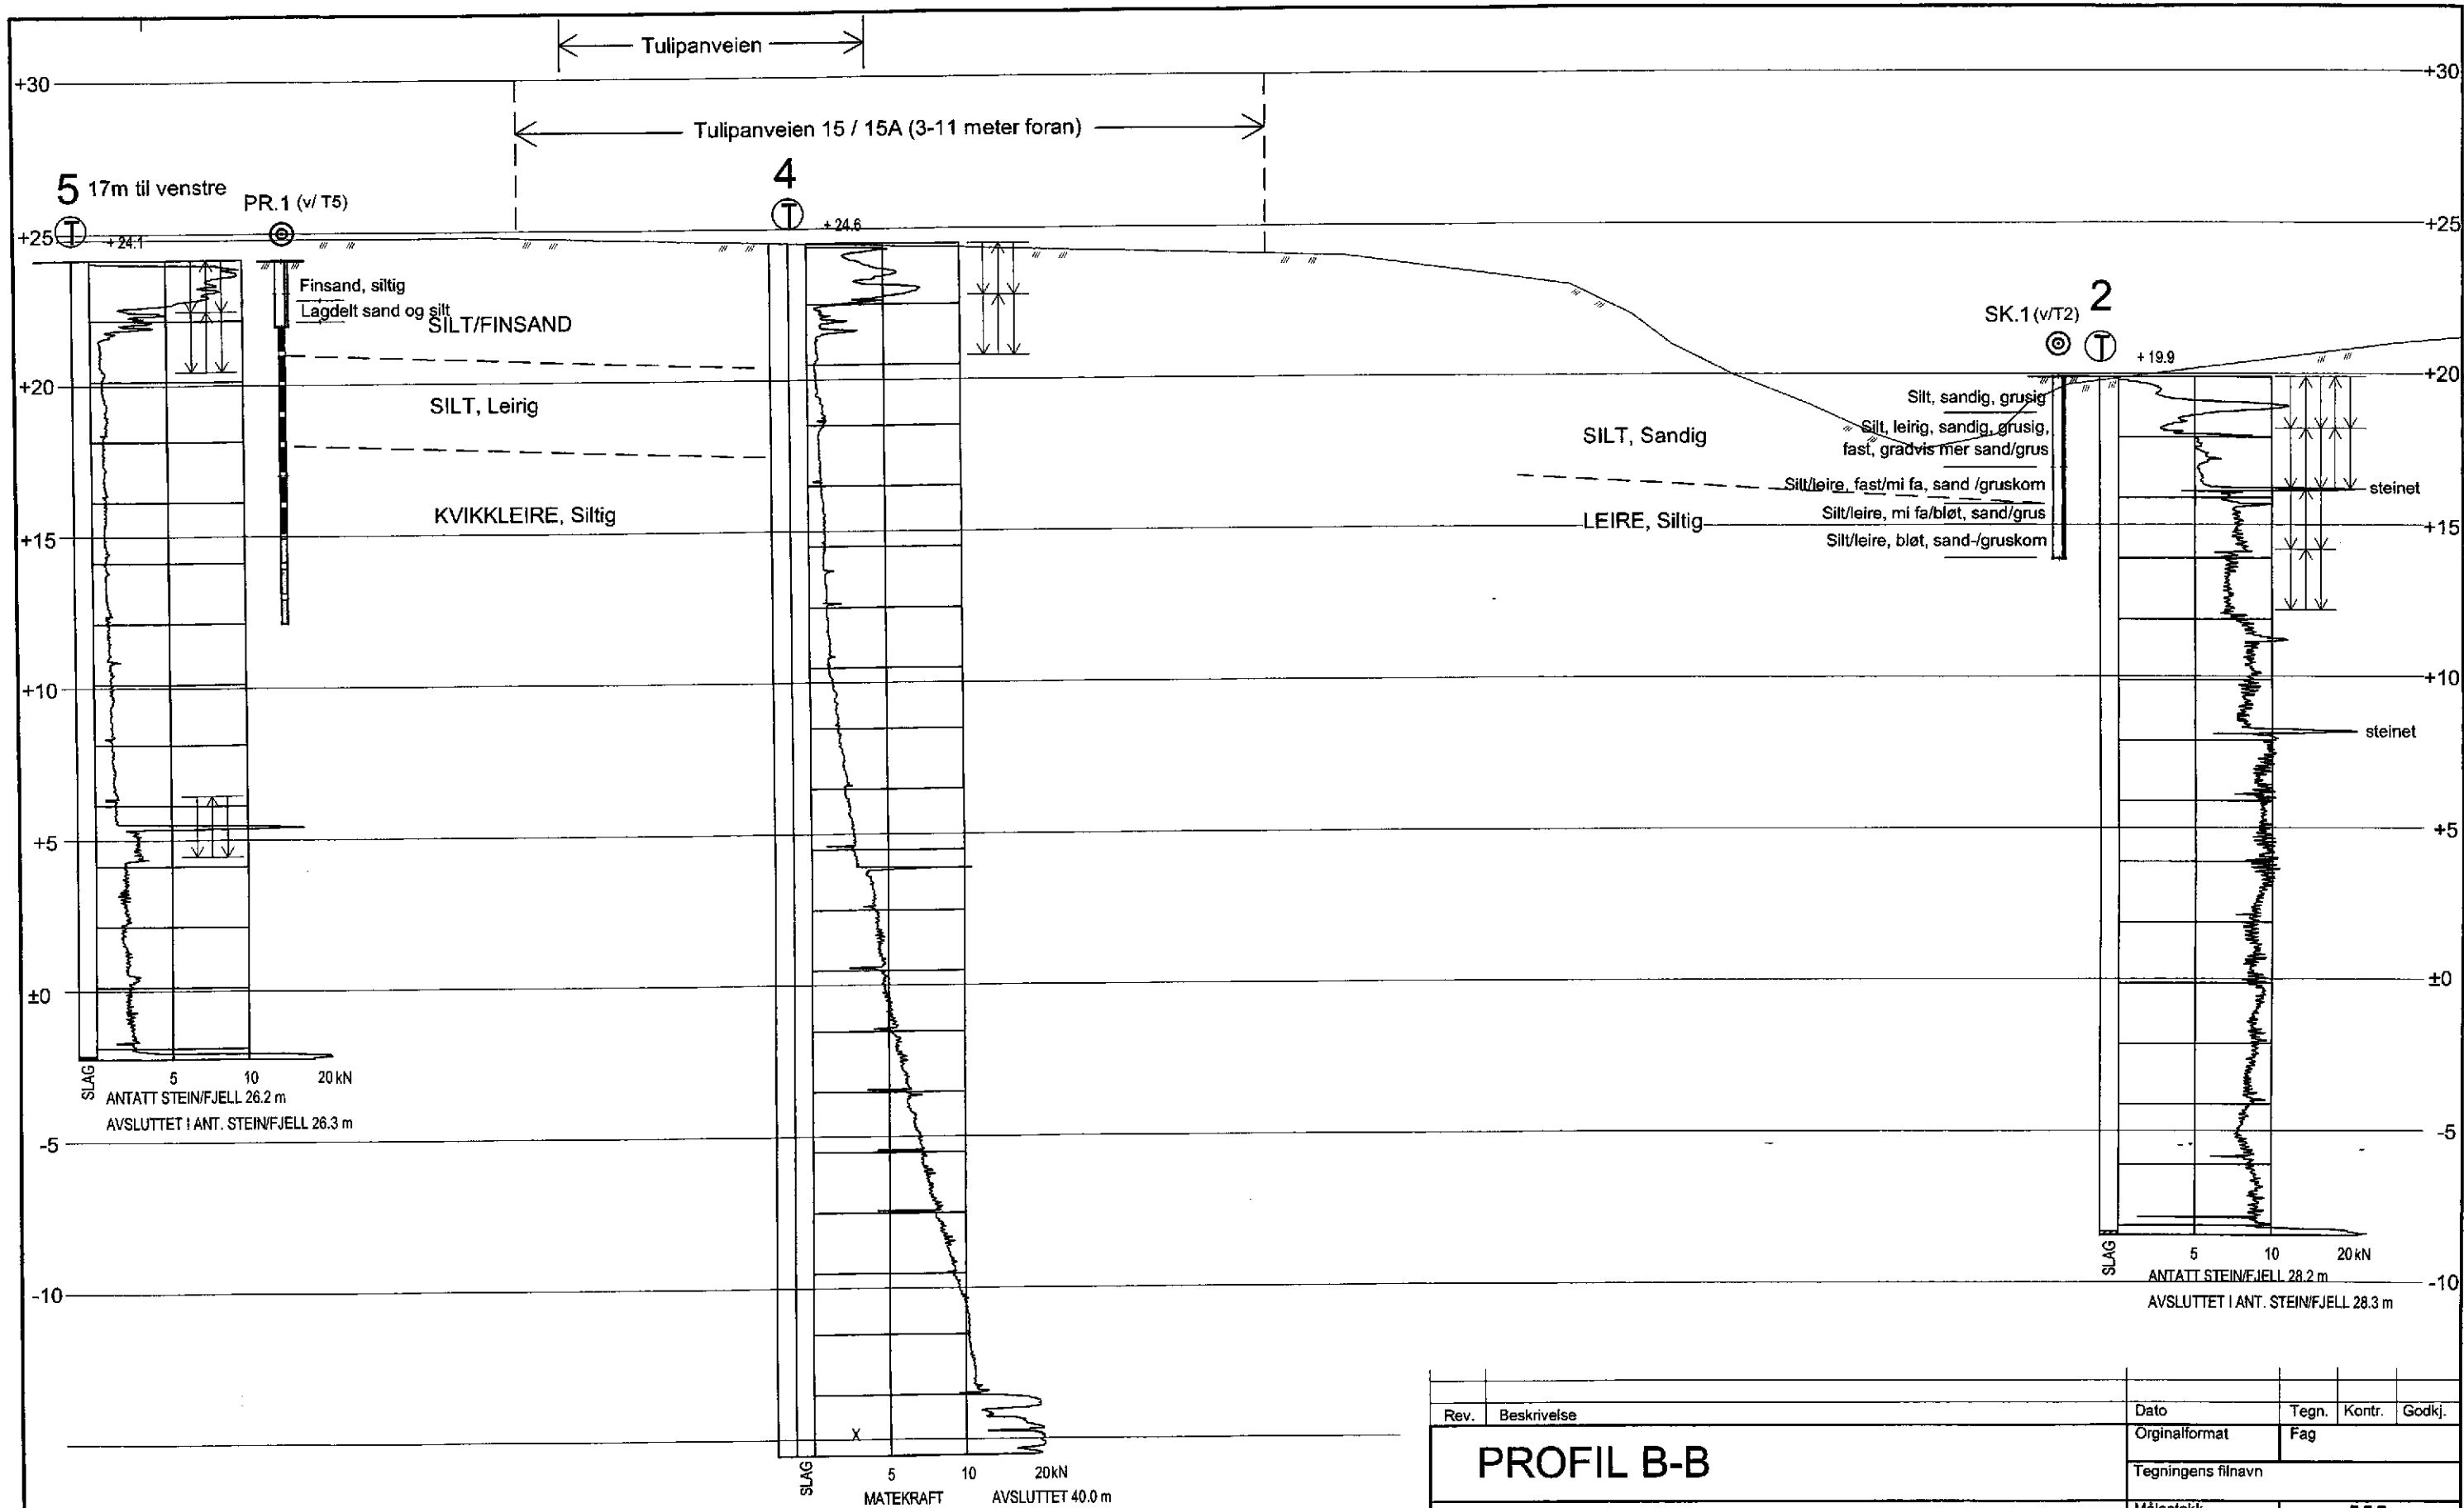 Tulipanveien
+30
+30
Tulipanveien 15 / 15A (3-11 meter foran)
5 17m til venstre
PR.1 (v/ T5)
4
T
T
+ 24.6
+25
+ 24.1
+25
Finsand, siltig
Lagdelt sand og silt
SILT/FINSAND
SK.1 (v/T2)
2
T
+ 19.9
+20
+20
SILT, Leirig
Silt, sandig, grusig
SILT, Sandig
Silt, leirig, sandig, grusig,
fast, gradvis mer sand/grus
Silt/leire, fast/mi fa, sand /gruskom
steinet
KVIKKLEIRE, Siltig
LEIRE, Siltig
Silt/leire, mi fa/bløt, sand/grus
+15
+15
Silt/leire, bløt, sand-/gruskom
+10
+10
steinet
+5
+5
±0
±0
SLAG
5 10 20 kN
ANTATT STEIN/FJELL 26.2 m
AVSLUTTET I ANT. STEIN/FJELL 26.3 m
-5
-5
SLAG
5 10 20 kN
ANTATT STEIN/FJELL 28.2 m
-10
-10
AVSLUTTET I ANT. STEIN/FJELL 28.3 m
X
SLAG
5 10 20 kN
MATEKRAFT AVSLUTTET 40.0 m
Rev. Beskrivelse Dato Tegn. Kontr. Godkj.
PROFIL B-B
Orginalformat Fag
Tegningens filnavn